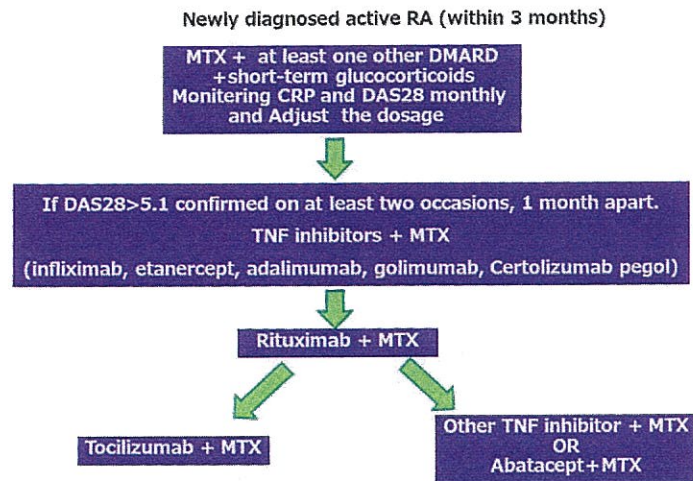 Newly diagnosed active RA (within 3 months)
MTX + at least one other DMARD
+short-term glucocorticoids
Monitering CRP and DAS28 monthly
and Adjust the dosage
If DAS28>5.1 confirmed on at least two occasions, 1 month apart.
TNF inhibitors + MTX
(infliximab, etanercept, adalimumab, golimumab, Certolizumab pegol)
Rituximab + MTX
Tocilizumab + MTX
Other TNF inhibitor + MTX
OR
Abatacept+MTX